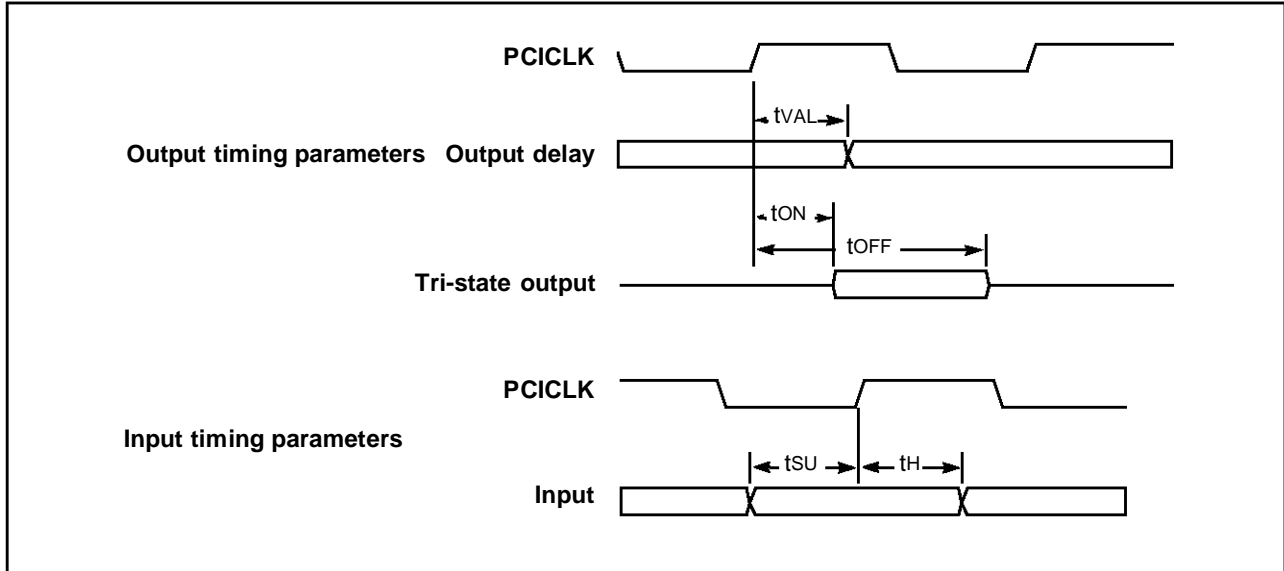 PCICLK
tVAL
Output timing parameters Output delay
tON
tOFF
Tri-state output
PCICLK
Input timing parameters
tSU tH
Input